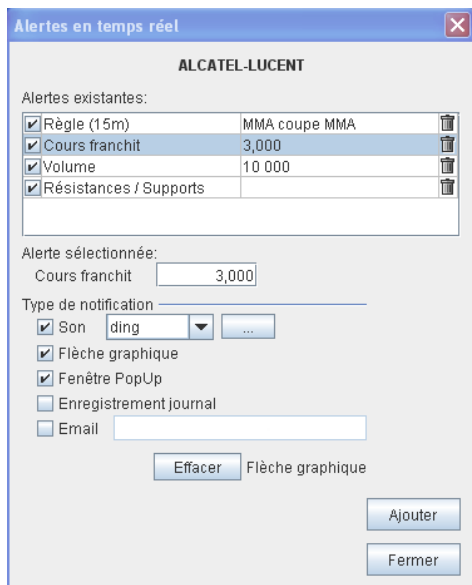 Alertes en temps réel
ALCATEL-LUCENT
Alertes existantes:
Règle (15m) MMA coupe MMA
Cours franchit 3,000
Volume 10 000
Résistances / Supports
Alerte sélectionnée:
Cours franchit 3,000
Type de notification
Son ding ...
Flèche graphique
Fenêtre PopUp
Enregistrement journal
Email
Effacer Flèche graphique
Ajouter
Fermer